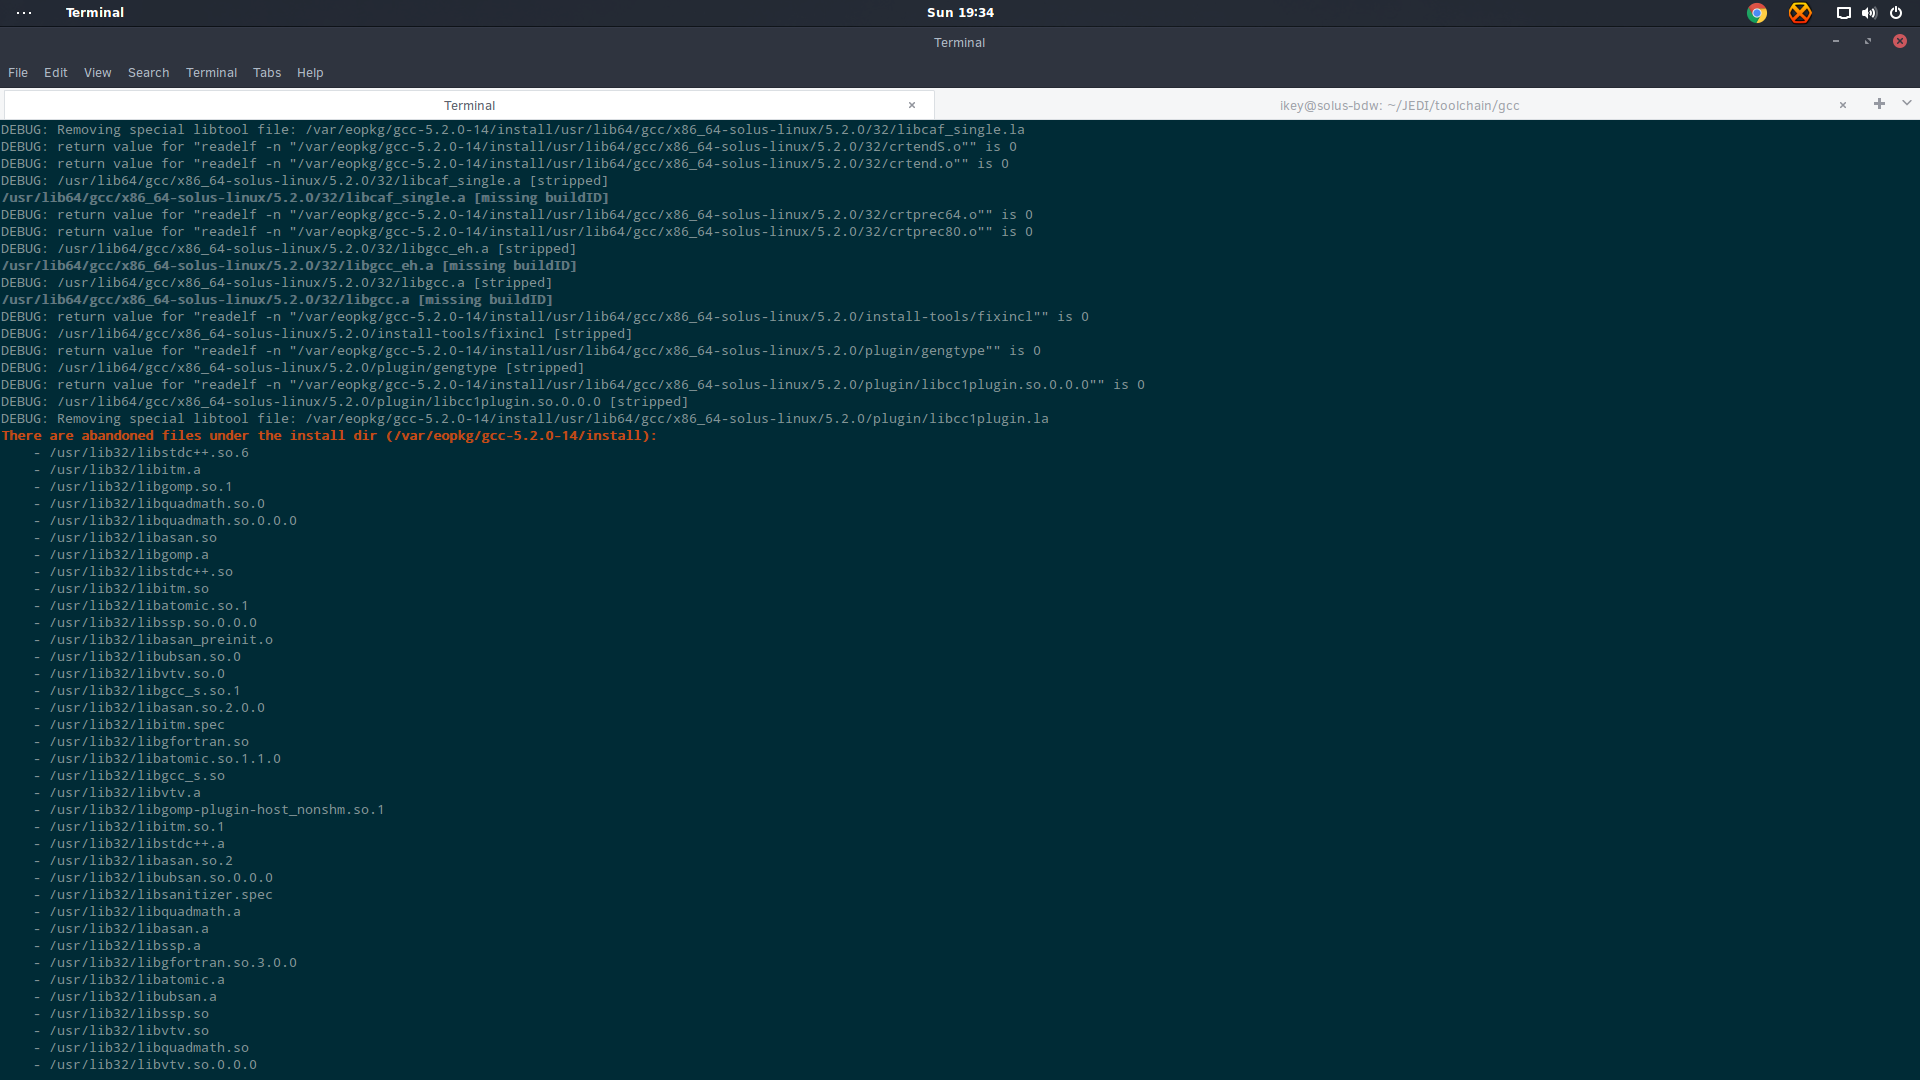 Terminal
Sun 19:34
Terminal
File Edit View Search Terminal Tabs Help
Terminal
ikey@solus-bdw: ~/JEDI/toolchain/gcc
DEBUG: Removing special libtool file: /var/eopkg/gcc-5.2.0-14/install/usr/lib64/gcc/x86_64-solus-linux/5.2.0/32/libcaf_single.la
DEBUG: return value for "readelf -n "/var/eopkg/gcc-5.2.0-14/install/usr/lib64/gcc/x86_64-solus-linux/5.2.0/32/crtendS.o"" is 0
DEBUG: return value for "readelf -n "/var/eopkg/gcc-5.2.0-14/install/usr/lib64/gcc/x86_64-solus-linux/5.2.0/32/crtend.o"" is 0
DEBUG: /usr/lib64/gcc/x86_64-solus-linux/5.2.0/32/libcaf_single.a [stripped]
/usr/lib64/gcc/x86_64-solus-linux/5.2.0/32/libcaf_single.a [missing buildID]
DEBUG: return value for "readelf -n "/var/eopkg/gcc-5.2.0-14/install/usr/lib64/gcc/x86_64-solus-linux/5.2.0/32/crtprec64.o"" is 0
DEBUG: return value for "readelf -n "/var/eopkg/gcc-5.2.0-14/install/usr/lib64/gcc/x86_64-solus-linux/5.2.0/32/crtprec80.o"" is 0
DEBUG: /usr/lib64/gcc/x86_64-solus-linux/5.2.0/32/libgcc_eh.a [stripped]
/usr/lib64/gcc/x86_64-solus-linux/5.2.0/32/libgcc_eh.a [missing buildID]
DEBUG: /usr/lib64/gcc/x86_64-solus-linux/5.2.0/32/libgcc.a [stripped]
/usr/lib64/gcc/x86_64-solus-linux/5.2.0/32/libgcc.a [missing buildID]
DEBUG: return value for "readelf -n "/var/eopkg/gcc-5.2.0-14/install/usr/lib64/gcc/x86_64-solus-linux/5.2.0/install-tools/fixincl"" is 0
DEBUG: /usr/lib64/gcc/x86_64-solus-linux/5.2.0/install-tools/fixincl [stripped]
DEBUG: return value for "readelf -n "/var/eopkg/gcc-5.2.0-14/install/usr/lib64/gcc/x86_64-solus-linux/5.2.0/plugin/gengtype"" is 0
DEBUG: /usr/lib64/gcc/x86_64-solus-linux/5.2.0/plugin/gengtype [stripped]
DEBUG: return value for "readelf -n "/var/eopkg/gcc-5.2.0-14/install/usr/lib64/gcc/x86_64-solus-linux/5.2.0/plugin/libcc1plugin.so.0.0.0"" is 0
DEBUG: /usr/lib64/gcc/x86_64-solus-linux/5.2.0/plugin/libcc1plugin.so.0.0.0 [stripped]
DEBUG: Removing special libtool file: /var/eopkg/gcc-5.2.0-14/install/usr/lib64/gcc/x86_64-solus-linux/5.2.0/plugin/libcc1plugin.la
There are abandoned files under the install dir (/var/eopkg/gcc-5.2.0-14/install):
- /usr/lib32/libstdc++.so.6
- /usr/lib32/libitm.a
- /usr/lib32/libgomp.so.1
- /usr/lib32/libquadmath.so.0
- /usr/lib32/libquadmath.so.0.0.0
- /usr/lib32/libasan.so
- /usr/lib32/libgomp.a
- /usr/lib32/libstdc++.so
- /usr/lib32/libitm.so
- /usr/lib32/libatomic.so.1
- /usr/lib32/libssp.so.0.0.0
- /usr/lib32/libasan_preinit.o
- /usr/lib32/libubsan.so.0
- /usr/lib32/libvtv.so.0
- /usr/lib32/libgcc_s.so.1
- /usr/lib32/libasan.so.2.0.0
- /usr/lib32/libitm.spec
- /usr/lib32/libgfortran.so
- /usr/lib32/libatomic.so.1.1.0
- /usr/lib32/libgcc_s.so
- /usr/lib32/libvtv.a
- /usr/lib32/libgomp-plugin-host_nonshm.so.1
- /usr/lib32/libitm.so.1
- /usr/lib32/libstdc++.a
- /usr/lib32/libasan.so.2
- /usr/lib32/libubsan.so.0.0.0
- /usr/lib32/libsanitizer.spec
- /usr/lib32/libquadmath.a
- /usr/lib32/libasan.a
- /usr/lib32/libssp.a
- /usr/lib32/libgfortran.so.3.0.0
- /usr/lib32/libatomic.a
- /usr/lib32/libubsan.a
- /usr/lib32/libssp.so
- /usr/lib32/libvtv.so
- /usr/lib32/libquadmath.so
- /usr/lib32/libvtv.so.0.0.0